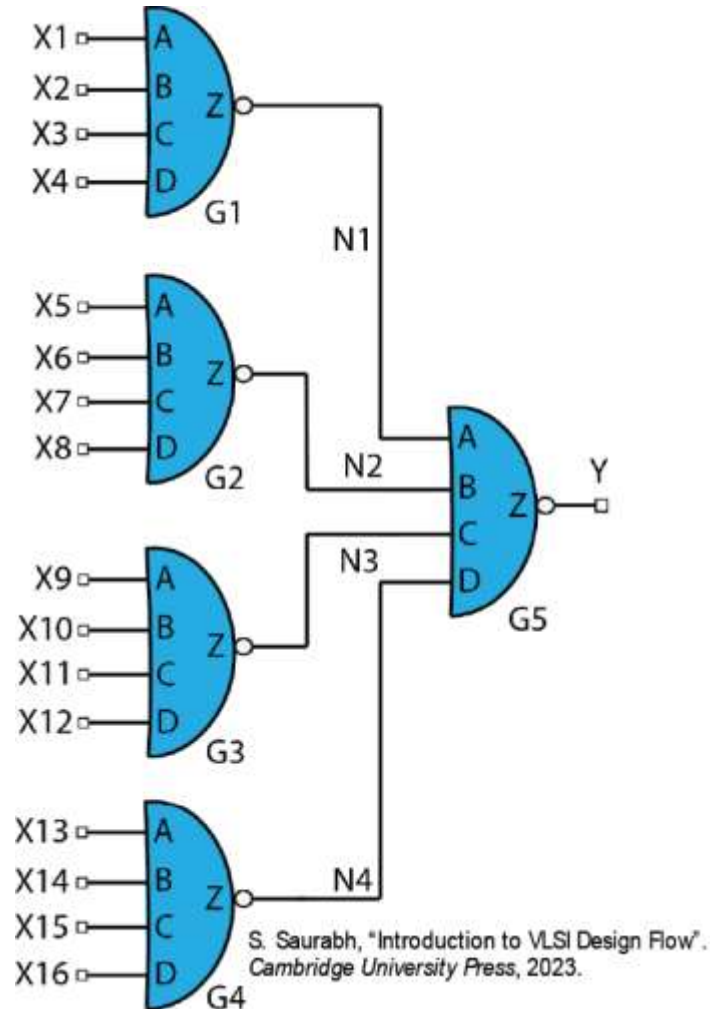 X1 A
X2 B
X3 C
X4 D
Z
G1
N1
X5 A
X6 B
X7 C
X8 D
Z
G2
N2
X9 A
X10 B
X11 C
X12 D
Z
G3
N3
X13 A
X14 B
X15 C
X16 D
Z
G4
N4
A
B
C
D
Z
G5
Y
S. Saurabh, "Introduction to VLSI Design Flow".
Cambridge University Press, 2023.